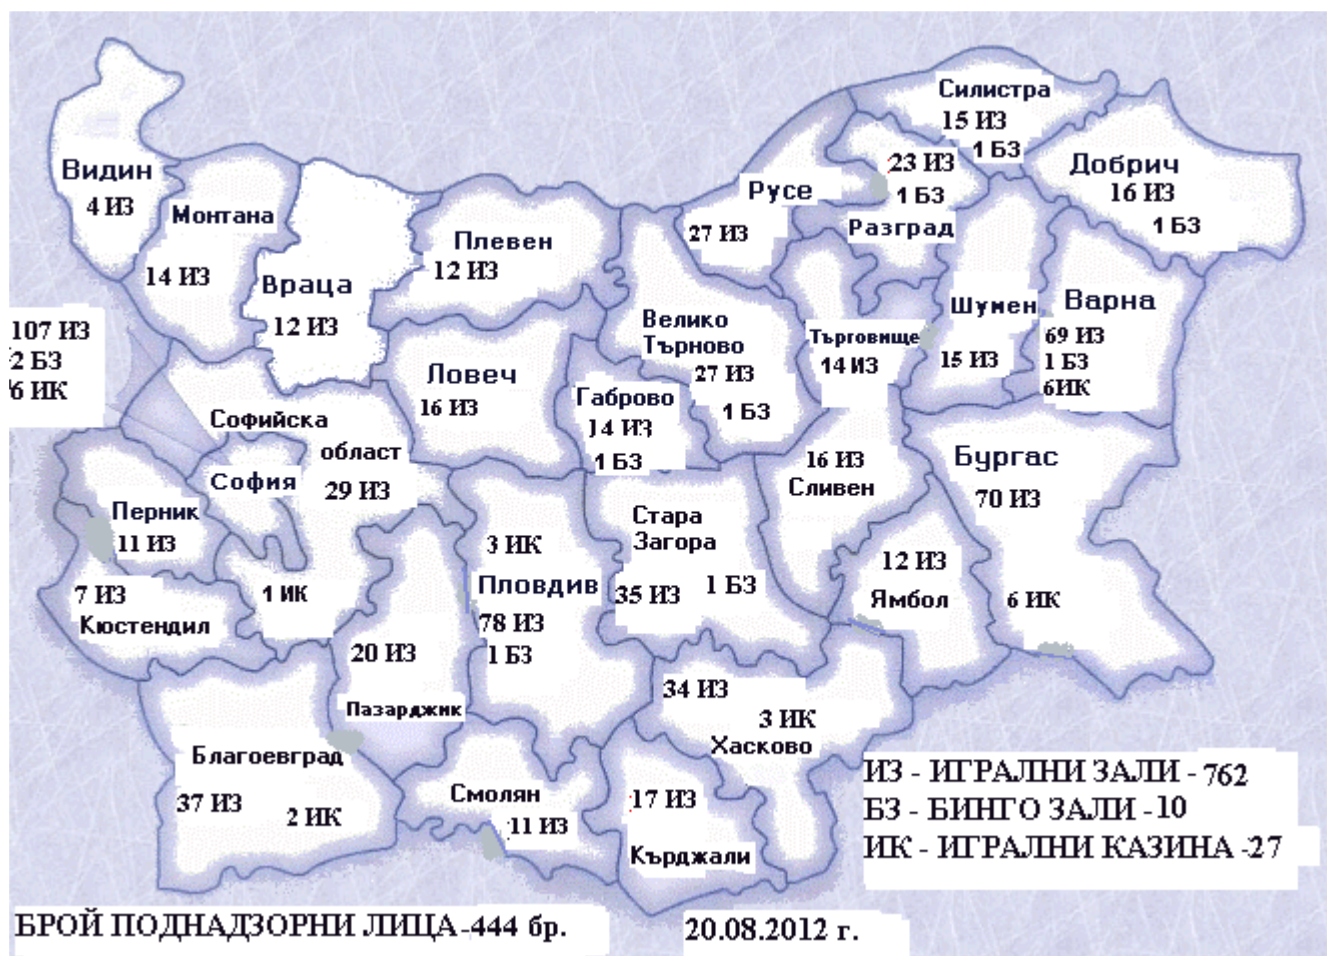 Силистра
15 ИЗ
1 БЗ
Добрич
16 ИЗ
1 БЗ
Видин
4 ИЗ
Монтана
14 ИЗ
Враца
12 ИЗ
Плевен
12 ИЗ
Русе
27 ИЗ
23 ИЗ
1 БЗ
Разград
Шумен
15 ИЗ
Варна
69 ИЗ
1 БЗ
6ИК
107 ИЗ
2 БЗ
6 ИК
Велико
Търново
27 ИЗ
1 БЗ
Търговище
14 ИЗ
Ловеч
16 ИЗ
Габрово
14 ИЗ
1 БЗ
Софийска
област
29 ИЗ
1 ИК
София
Перник
11 ИЗ
7 ИЗ
Кюстендил
16 ИЗ
Сливен
Бургас
70 ИЗ
6 ИК
Стара
Загора
35 ИЗ
1 БЗ
3 ИК
Пловдив
78 ИЗ
1 БЗ
12 ИЗ
Ямбол
20 ИЗ
Пазарджик
34 ИЗ
3 ИК
Хасково
Благоевград
37 ИЗ
2 ИК
Смолян
11 ИЗ
17 ИЗ
Кърджали
ИЗ - ИГРАЛНИ ЗАЛИ - 762
БЗ - БИНГО ЗАЛИ -10
ИК - ИГРАЛНИ КАЗИНА -27
БРОЙ ПОДНАДЗОРНИ ЛИЦА -444 бр.
20.08.2012 г.